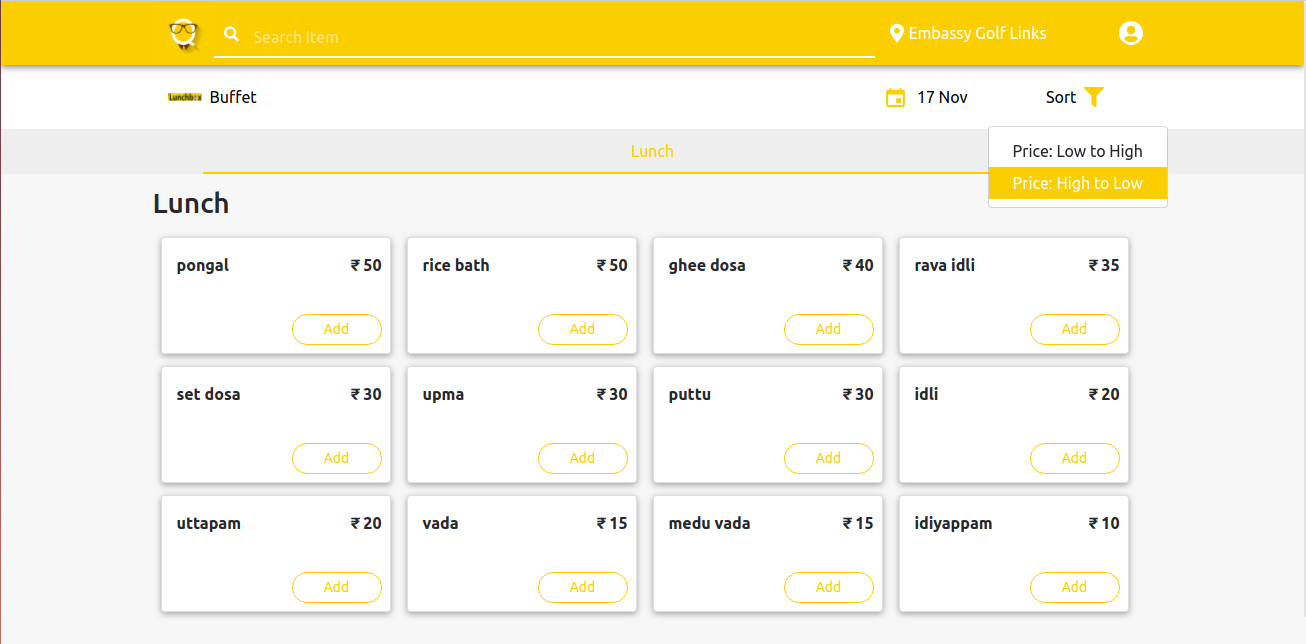 Search Item
Embassy Golf Links
Lunchbox Buffet
17 Nov
Sort
Lunch
Price: Low to High
Price: High to Low
Lunch
pongal ₹ 50
rice bath ₹ 50
ghee dosa ₹ 40
rava idli ₹ 35
Add
Add
Add
Add
set dosa ₹ 30
upma ₹ 30
puttu ₹ 30
idli ₹ 20
Add
Add
Add
Add
uttapam ₹ 20
vada ₹ 15
medu vada ₹ 15
idiyappam ₹ 10
Add
Add
Add
Add